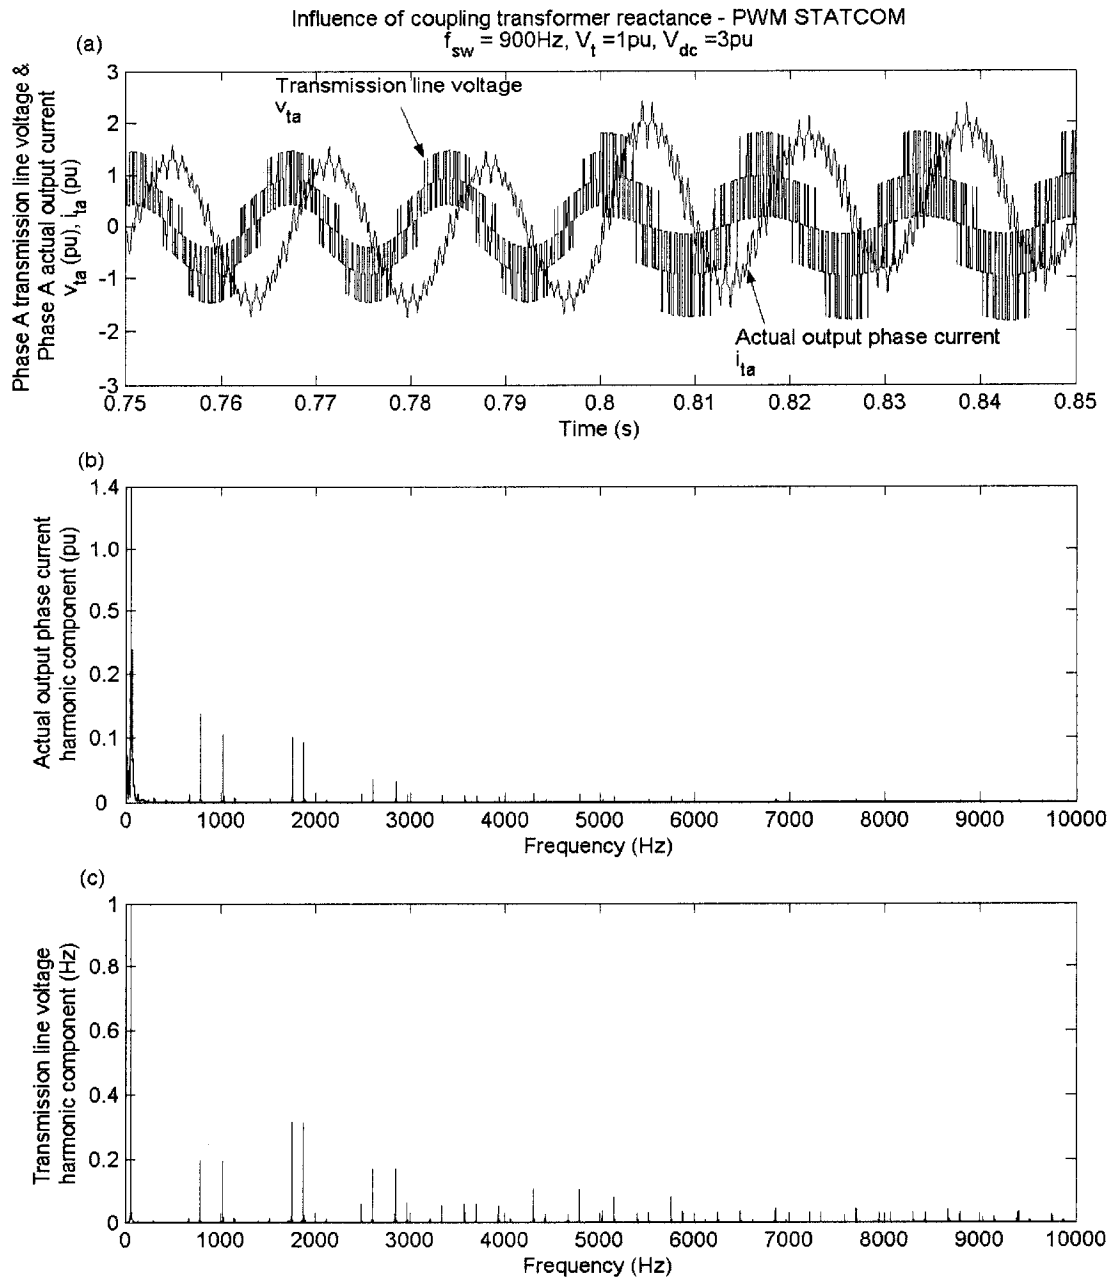 Influence of coupling transformer reactance - PWM STATCOM
f_sw = 900Hz, V_t =1pu, V_dc =3pu
(a)
Phase A transmission line voltage &
Phase A actual output current
v_ta (pu), i_ta (pu)
3
2
1
0
-1
-2
-3
Transmission line voltage
v_ta
Actual output phase current
i_ta
0.75 0.76 0.77 0.78 0.79 0.8 0.81 0.82 0.83 0.84 0.85
Time (s)
(b)
Actual output phase current
harmonic component (pu)
1.4
1.0
0.5
0.2
0.1
0
0 1000 2000 3000 4000 5000 6000 7000 8000 9000 10000
Frequency (Hz)
(c)
Transmission line voltage
harmonic component (Hz)
1
0.8
0.6
0.4
0.2
0
0 1000 2000 3000 4000 5000 6000 7000 8000 9000 10000
Frequency (Hz)